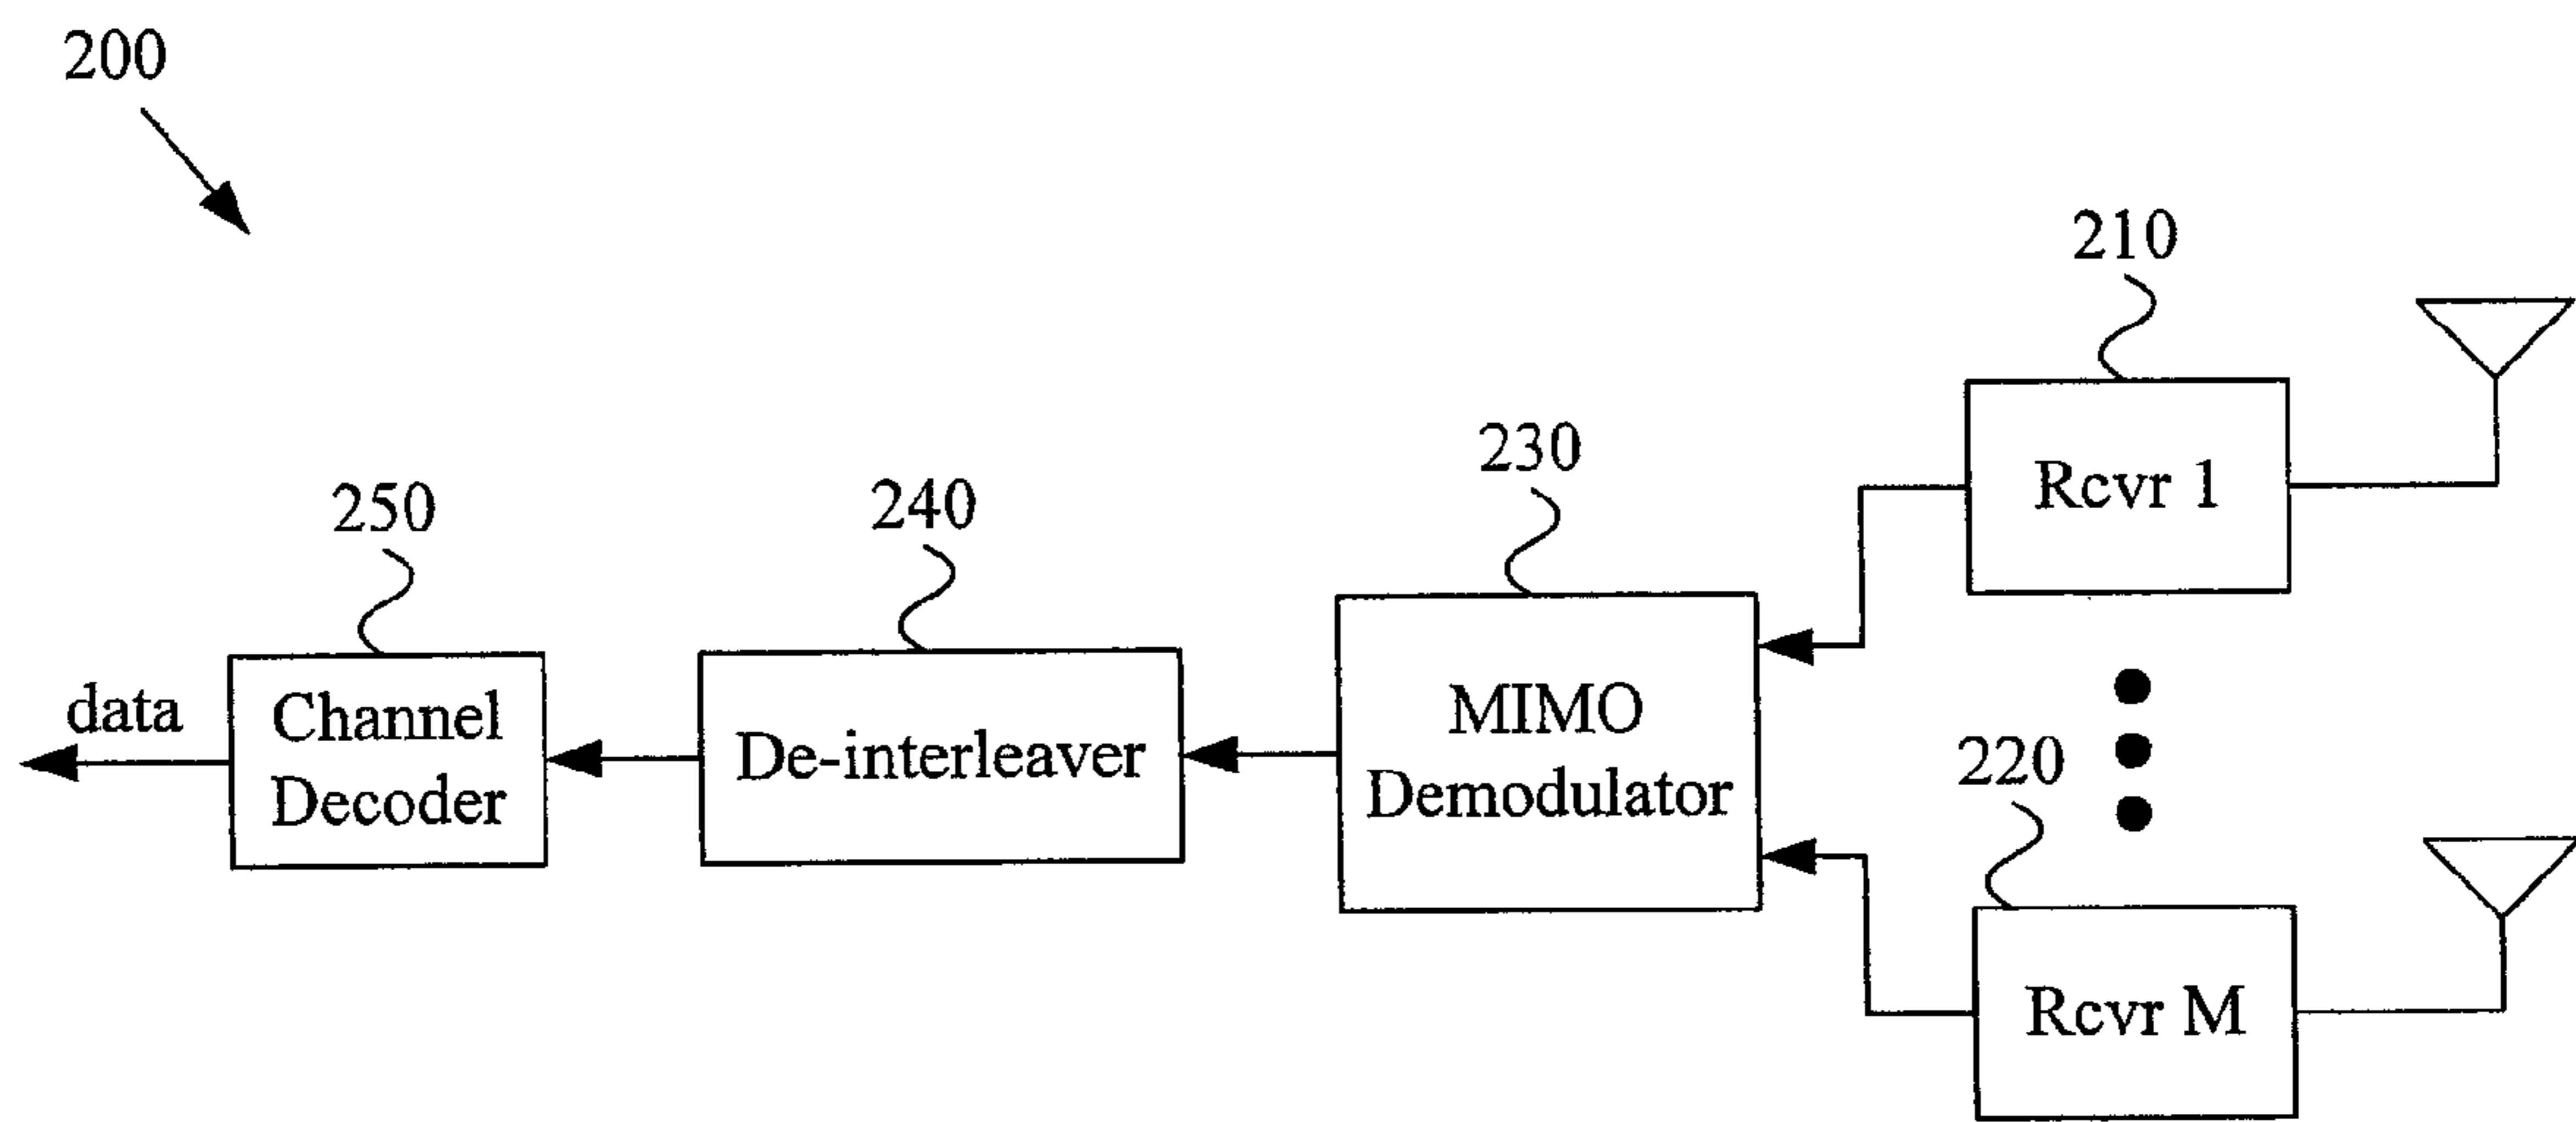 200
210
Rcvr 1
230
MIMO
Demodulator
240
De-interleaver
250
Channel
Decoder
data
220
Rcvr M